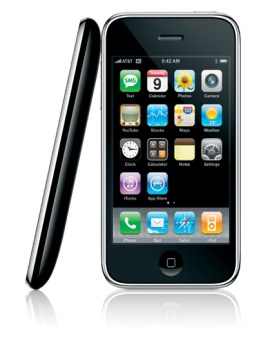 AT&T 9:42 AM
SMS 9
Text Calendar Photos Camera
YouTube Stocks Maps Weather
Clock Calculator Notes Settings
iTunes App Store
Phone Mail Safari iPod